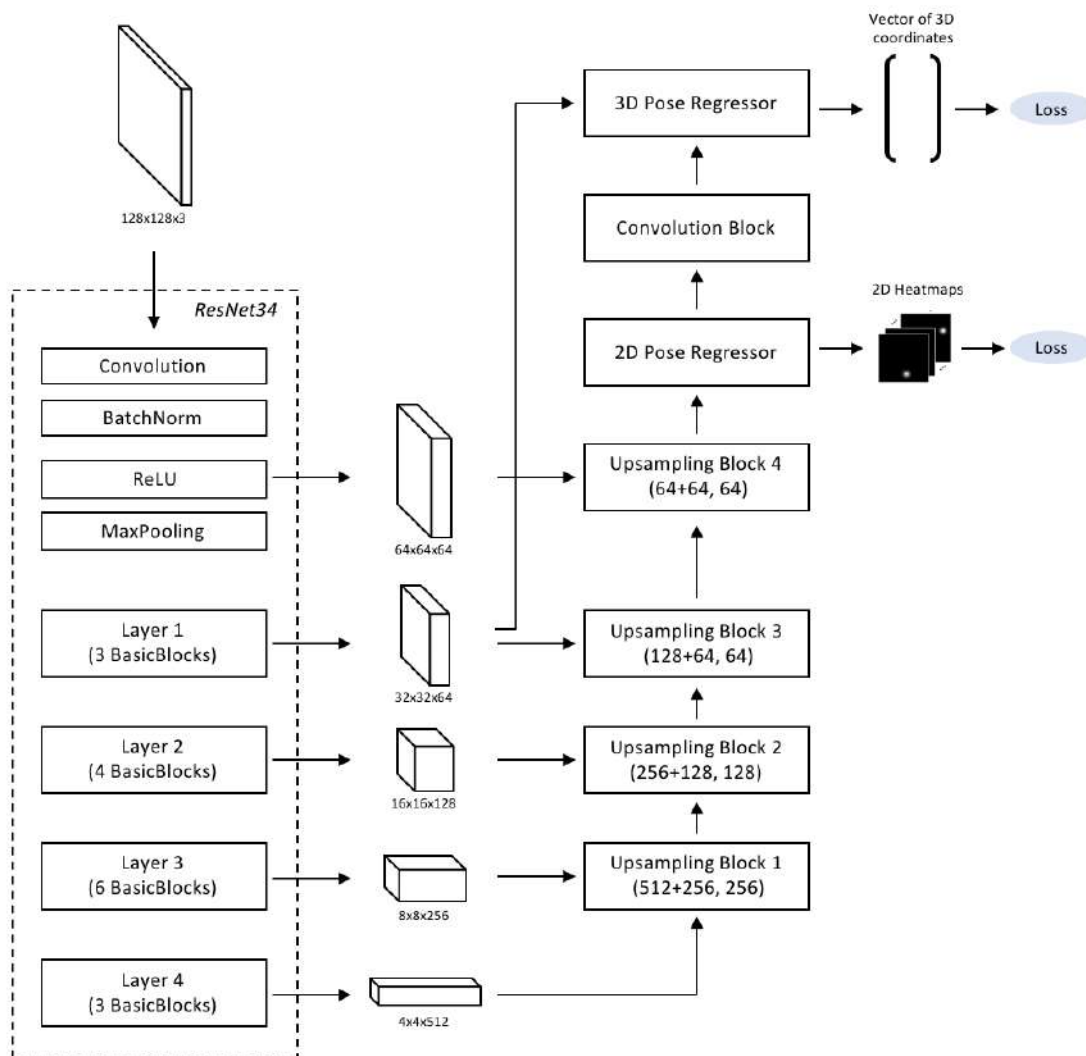 128x128x3
ResNet34
Convolution
BatchNorm
ReLU
MaxPooling
Layer 1
(3 BasicBlocks)
Layer 2
(4 BasicBlocks)
Layer 3
(6 BasicBlocks)
Layer 4
(3 BasicBlocks)
64x64x64
32x32x64
16x16x128
8x8x256
4x4x512
3D Pose Regressor
Convolution Block
2D Pose Regressor
Upsampling Block 4
(64+64, 64)
Upsampling Block 3
(128+64, 64)
Upsampling Block 2
(256+128, 128)
Upsampling Block 1
(512+256, 256)
Vector of 3D
coordinates
Loss
2D Heatmaps
Loss